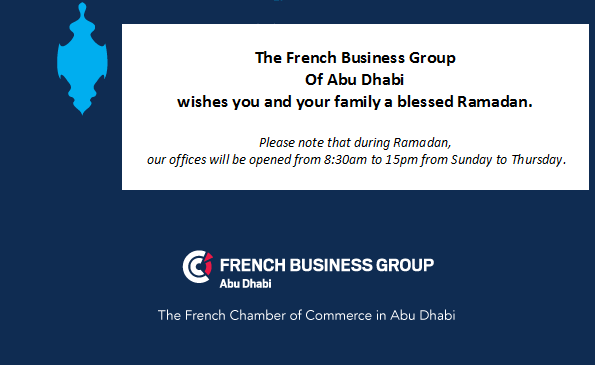 The French Business Group
Of Abu Dhabi
wishes you and your family a blessed Ramadan.
Please note that during Ramadan,
our offices will be opened from 8:30am to 15pm from Sunday to Thursday.
FRENCH BUSINESS GROUP
Abu Dhabi
The French Chamber of Commerce in Abu Dhabi